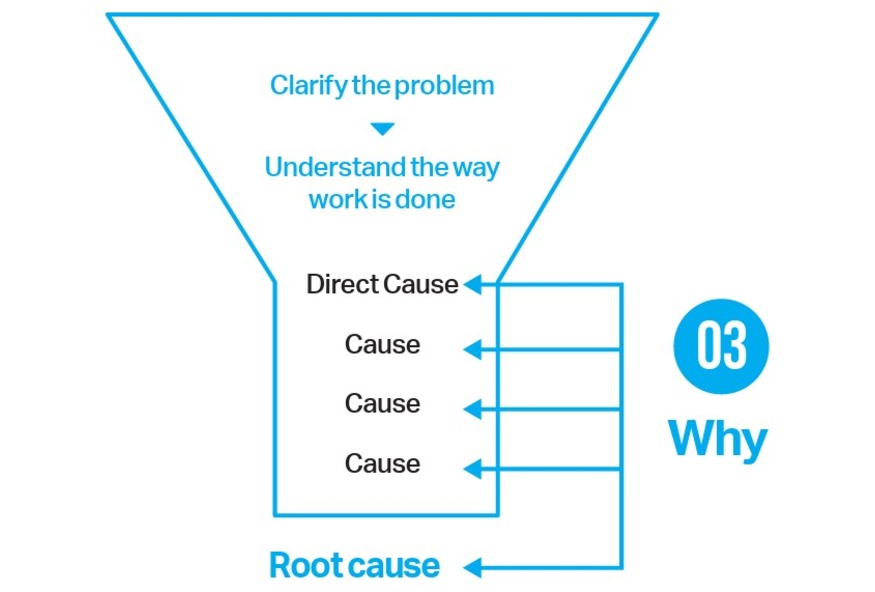 Clarify the problem
Understand the way
work is done
Direct Cause
Cause
Cause
Cause
Root cause
03
Why